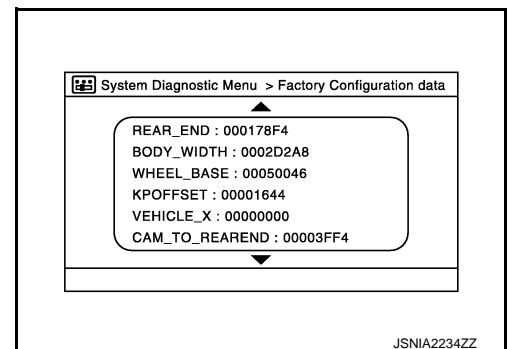 System Diagnostic Menu > Factory Configuration data
REAR_END : 000178F4
BODY_WIDTH : 0002D2A8
WHEEL_BASE : 00050046
KPOFFSET : 00001644
VEHICLE_X : 00000000
CAM_TO_REAREND : 00003FF4
JSNIA2234ZZ